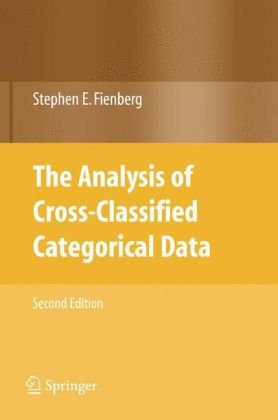 Stephen E. Fienberg
The Analysis of
Cross-Classified
Categorical Data
Second Edition
Springer